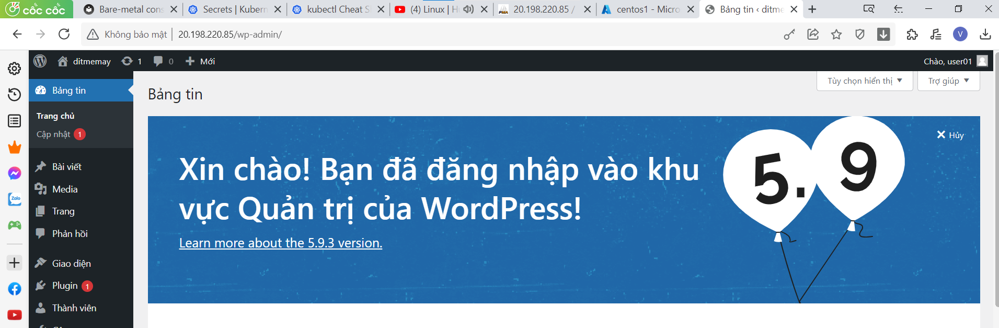 cốc cốc
Bare-metal cons
Secrets | Kubern
kubectl Cheat S
(4) Linux | H
20.198.220.85 /
centos1 - Micro
Bảng tin ‹ ditme
Không bảo mật
20.198.220.85/wp-admin/
V
ditmemay
1
0
Mới
Chào, user01
Bảng tin
Tùy chọn hiển thị
Trợ giúp
Bảng tin
Trang chủ
Cập nhật 1
Hủy
Xin chào! Bạn đã đăng nhập vào khu
vực Quản trị của WordPress!
Learn more about the 5.9.3 version.
5.9
Bài viết
Media
Trang
Phản hồi
Giao diện
Plugin 1
Thành viên
Zalo
PMA